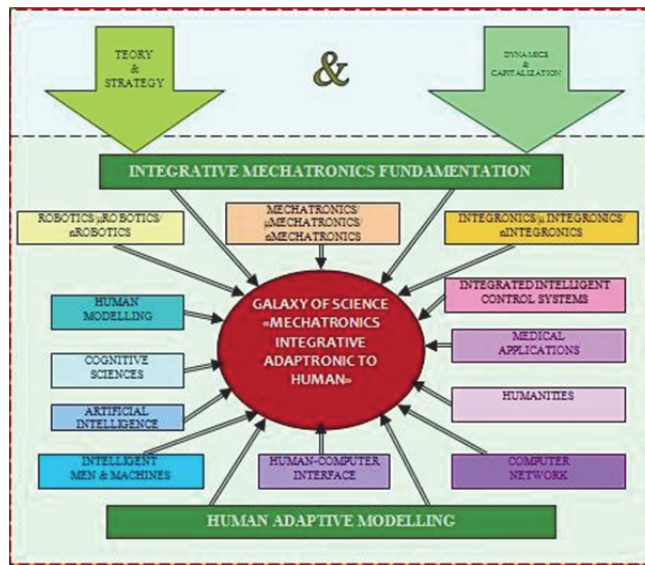 TEORY
&
STRATEGY
&
DYNAMICS
&
CAPITALIZATION
INTEGRATIVE MECHATRONICS FUNDAMENTATION
ROBOTICS/µROBOTICS/
nROBOTICS
MECHATRONICS/
µMECHATRONICS/
nMECHATRONICS
INTEGRONICS/µ INTEGRONICS/
nINTEGRONICS
HUMAN
MODELLING
GALAXY OF SCIENCE
«MECHATRONICS
INTEGRATIVE
ADAPTRONIC TO
HUMAN»
INTEGRATED INTELLIGENT
CONTROL SYSTEMS
COGNITIVE
SCIENCES
MEDICAL
APPLICATIONS
ARTIFICIAL
INTELLIGENCE
HUMANITIES
INTELLIGENT
MEN & MACHINES
HUMAN-COMPUTER
INTERFACE
COMPUTER
NETWORK
HUMAN ADAPTIVE MODELLING